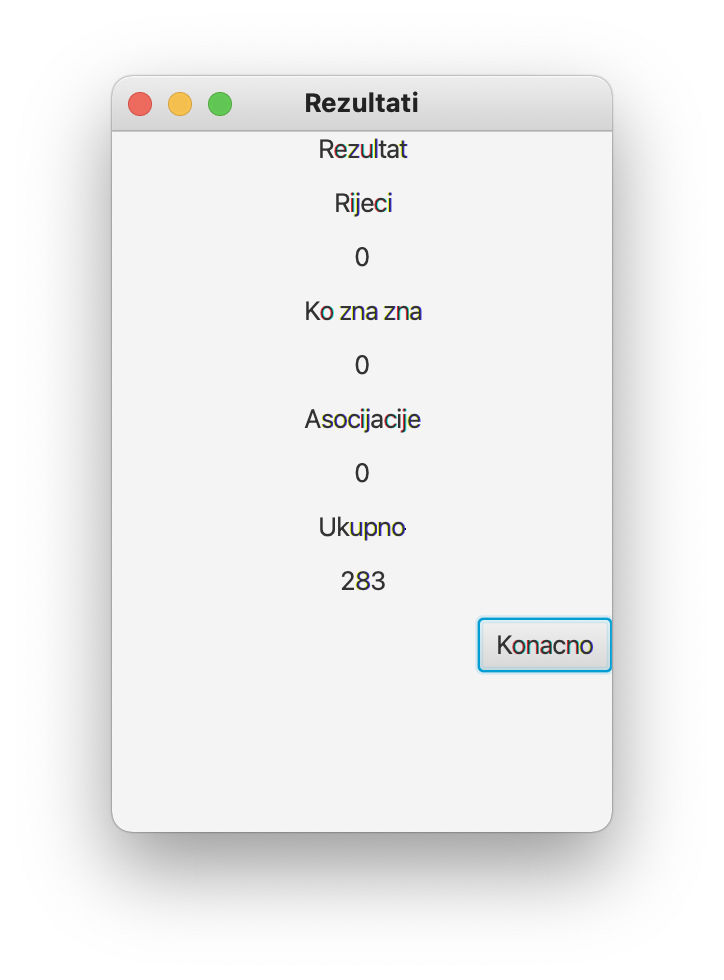 Rezultati
Rezultat
Rijeci
0
Ko zna zna
0
Asocijacije
0
Ukupno
283
Konacno